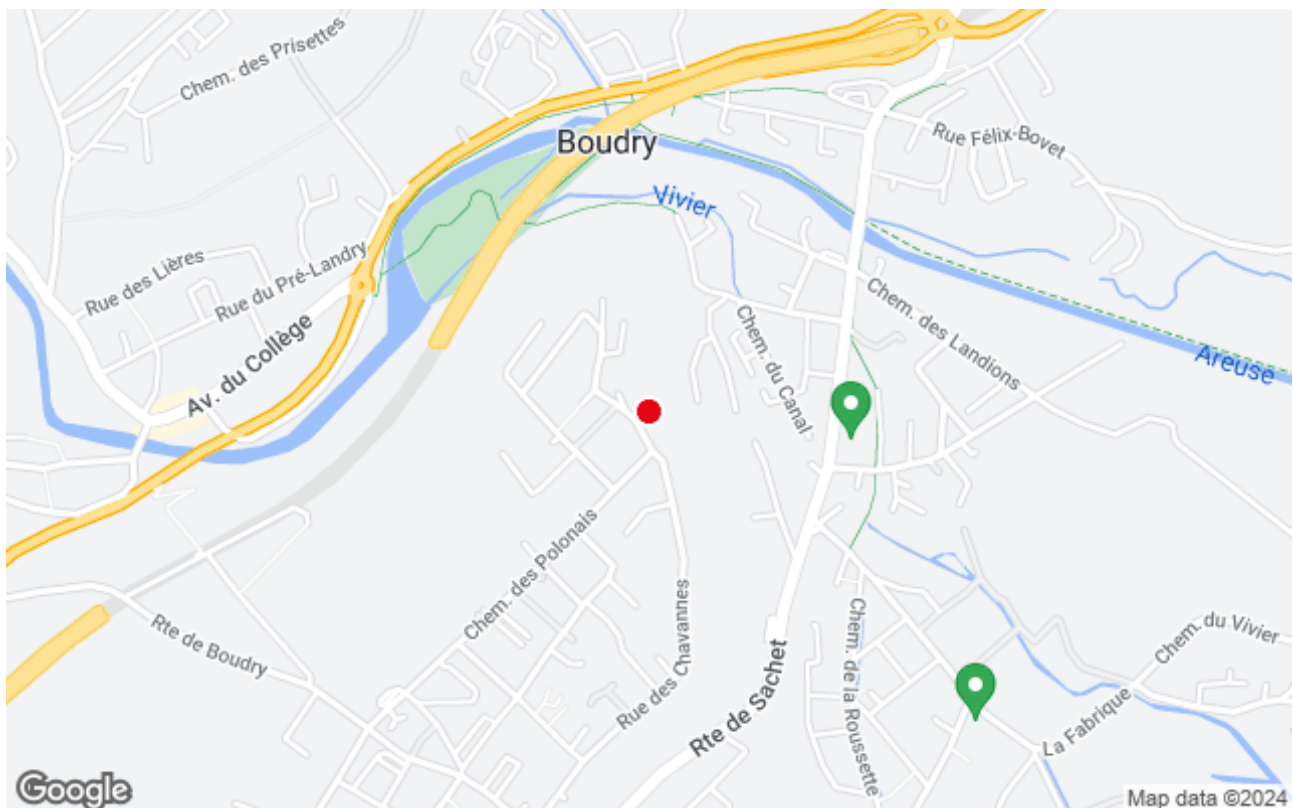 Chem. des Prisettes
Boudry
Rue Félix-Bovet
Vivier
Rue des Lières
Rue du Pré-Landry
Av. du Collège
Chem. des Landions
Areuse
Chem. du Canal
Chem. des Polonais
Rte de Boudry
Rue des Chavannes
Rte de Sachet
Chem. de la Roussette
Chem. du Vivier
La Fabrique
Google
Map data ©2024